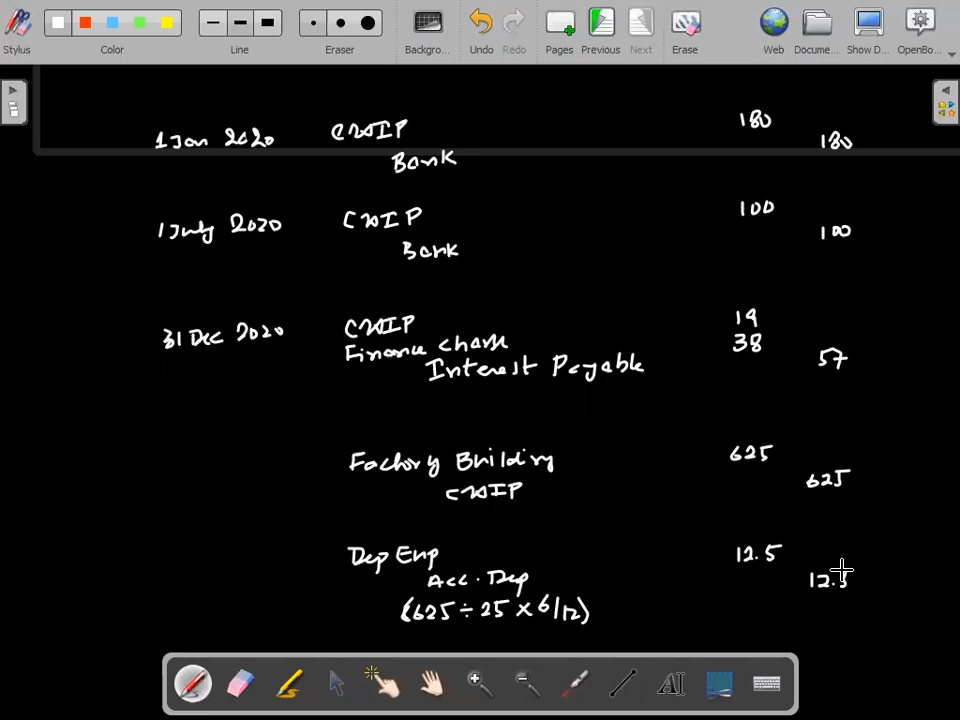 Color Line Eraser Backgro... Undo Redo Pages Previous Next Erase Web Docume... Show D... OpenBo...
Stylus
180
1 Jan 2020 CWIP 180
Bank
100
1 July 2020 CWIP 100
Bank
31 Dec 2020 CWIP 19
Finance charge 38
Interest Payable 57
Factory Building 625
CWIP 625
Dep Exp 12.5
Acc. Dep 12.5
(625 ÷ 25 × 6/12)
AI